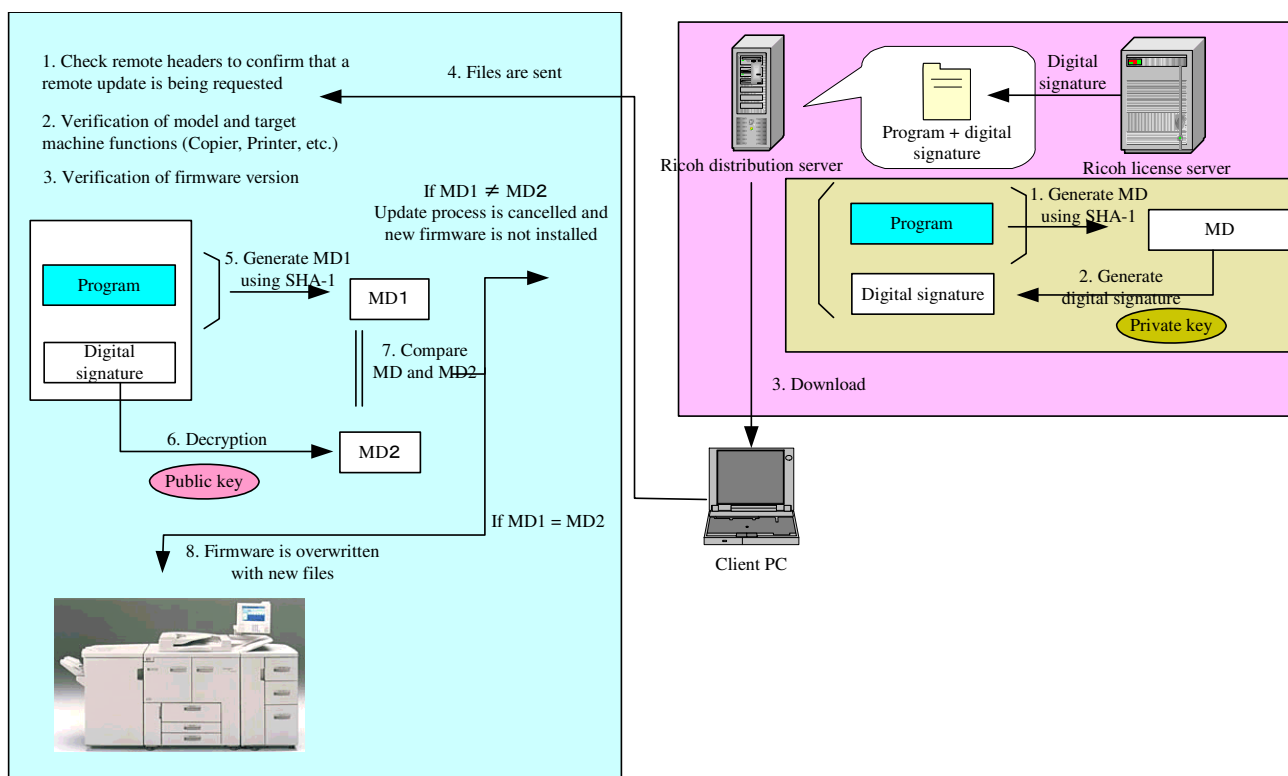 1. Check remote headers to confirm that a
remote update is being requested
2. Verification of model and target
machine functions (Copier, Printer, etc.)
3. Verification of firmware version
4. Files are sent
If MD1 ≠ MD2
Update process is cancelled and
new firmware is not installed
Program
5. Generate MD1
using SHA-1
MD1
Digital
signature
7. Compare
MD and MD2
6. Decryption
MD2
Public key
If MD1 = MD2
8. Firmware is overwritten
with new files
Digital
signature
Program + digital
signature
Ricoh distribution server
Ricoh license server
Program
1. Generate MD
using SHA-1
MD
Digital signature
2. Generate
digital signature
Private key
3. Download
Client PC